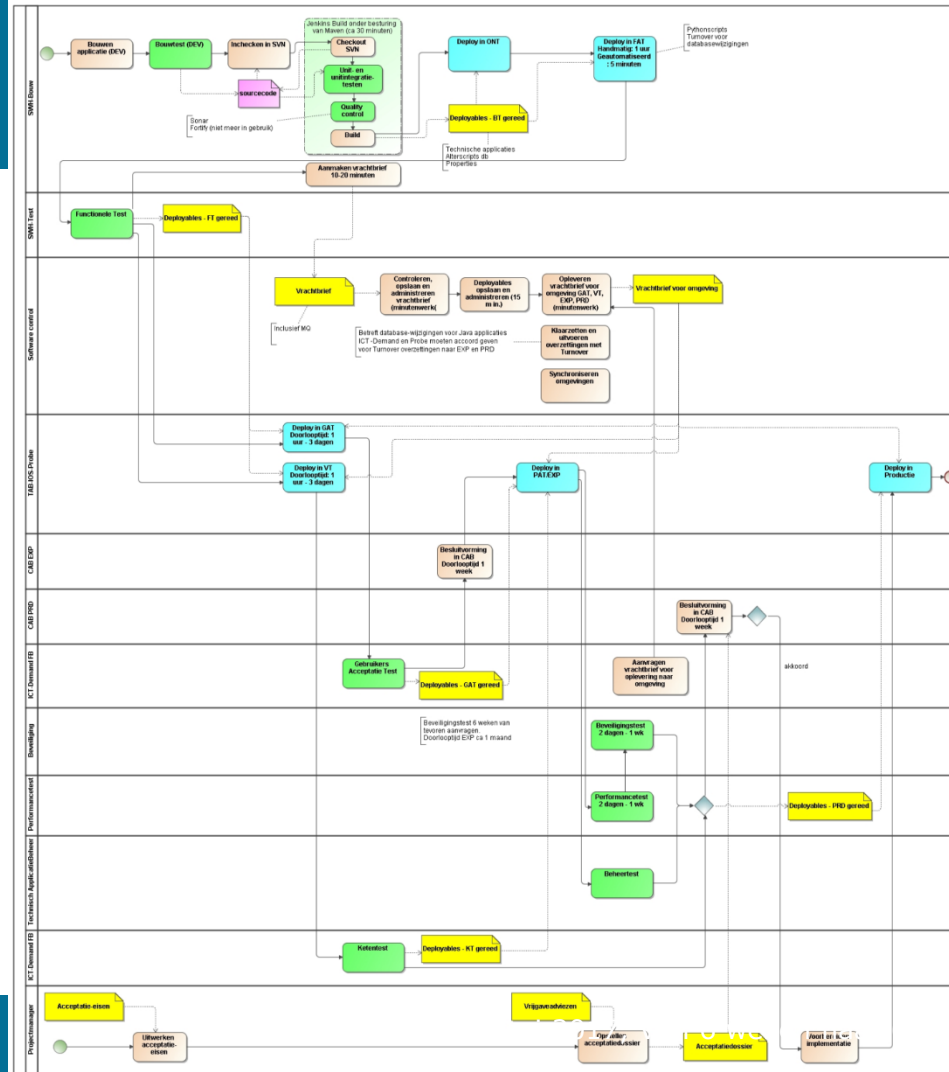 SWH-Bouw
Bouwen
applicatie (DEV)
Bouwtest (DEV)
Inchecken in SVN
sourcecode
Jenkins Build onder besturing
van Maven (ca 30 minuten)
Checkout
SVN
Unit- en
unitintegratie-
testen
Quality
control
Build
Sonar
Fortify (niet meer in gebruik)
Deploy in ONT
Deploy in FAT
Handmatig: 1 uur
Geautomatiseerd
: 5 minuten
Pythonscripts
Turnover voor
databasewijzigingen
Deployables - BT gereed
Technische applicaties
Alterscripts db
Properties
Aanmaken vrachtbrief
10-20 minuten
SWH-Test
Functionele Test
Deployables - FT gereed
Software control
Vrachtbrief
Inclusief MQ
Controleren,
opslaan en
administreren
vrachtbrief
(minutenwerk(
Deployables
opslaan en
administreren (15
min.)
Opleveren
vrachtbrief voor
omgeving GAT, VT,
EXP, PRD
(minutenwerk)
Vrachtbrief voor omgeving
Betreft database-wijzigingen voor Java applicaties
ICT -Demand en Probe moeten accoord geven
voor Turnover overzettingen naar EXP en PRD
Klaarzetten en
uitvoeren
overzettingen met
Turnover
Synchroniseren
omgevingen
TAB-IOS-Probe
Deploy in GAT
Doorlooptijd: 1
uur - 3 dagen
Deploy in VT
Doorlooptijd: 1
uur - 3 dagen
Deploy in
PAT/EXP
Deploy in
Productie
CAB EXP
Besluitvorming
in CAB
Doorlooptijd 1
week
CAB PRD
Besluitvorming
in CAB
Doorlooptijd 1
week
akkoord
ICT Demand FB
Gebruikers
Acceptatie Test
Deployables - GAT gereed
Aanvragen
vrachtbrief voor
oplevering naar
omgeving
Beveiliging
Beveiligingstest 6 weken van
tevoren aanvragen.
Doorlooptijd EXP ca 1 maand
Beveiligingstest
2 dagen - 1 wk
Performancetest
Performancetest
2 dagen - 1 wk
Deployables - PRD gereed
Technisch ApplicatieBeheer
Beheertest
ICT Demand FB
Ketentest
Deployables - KT gereed
Projectmanager
Acceptatie-eisen
Uitwerken
acceptatie-
eisen
Vrijgaveadviezen
acceptatiedossier
Acceptatiedossier
implementatie